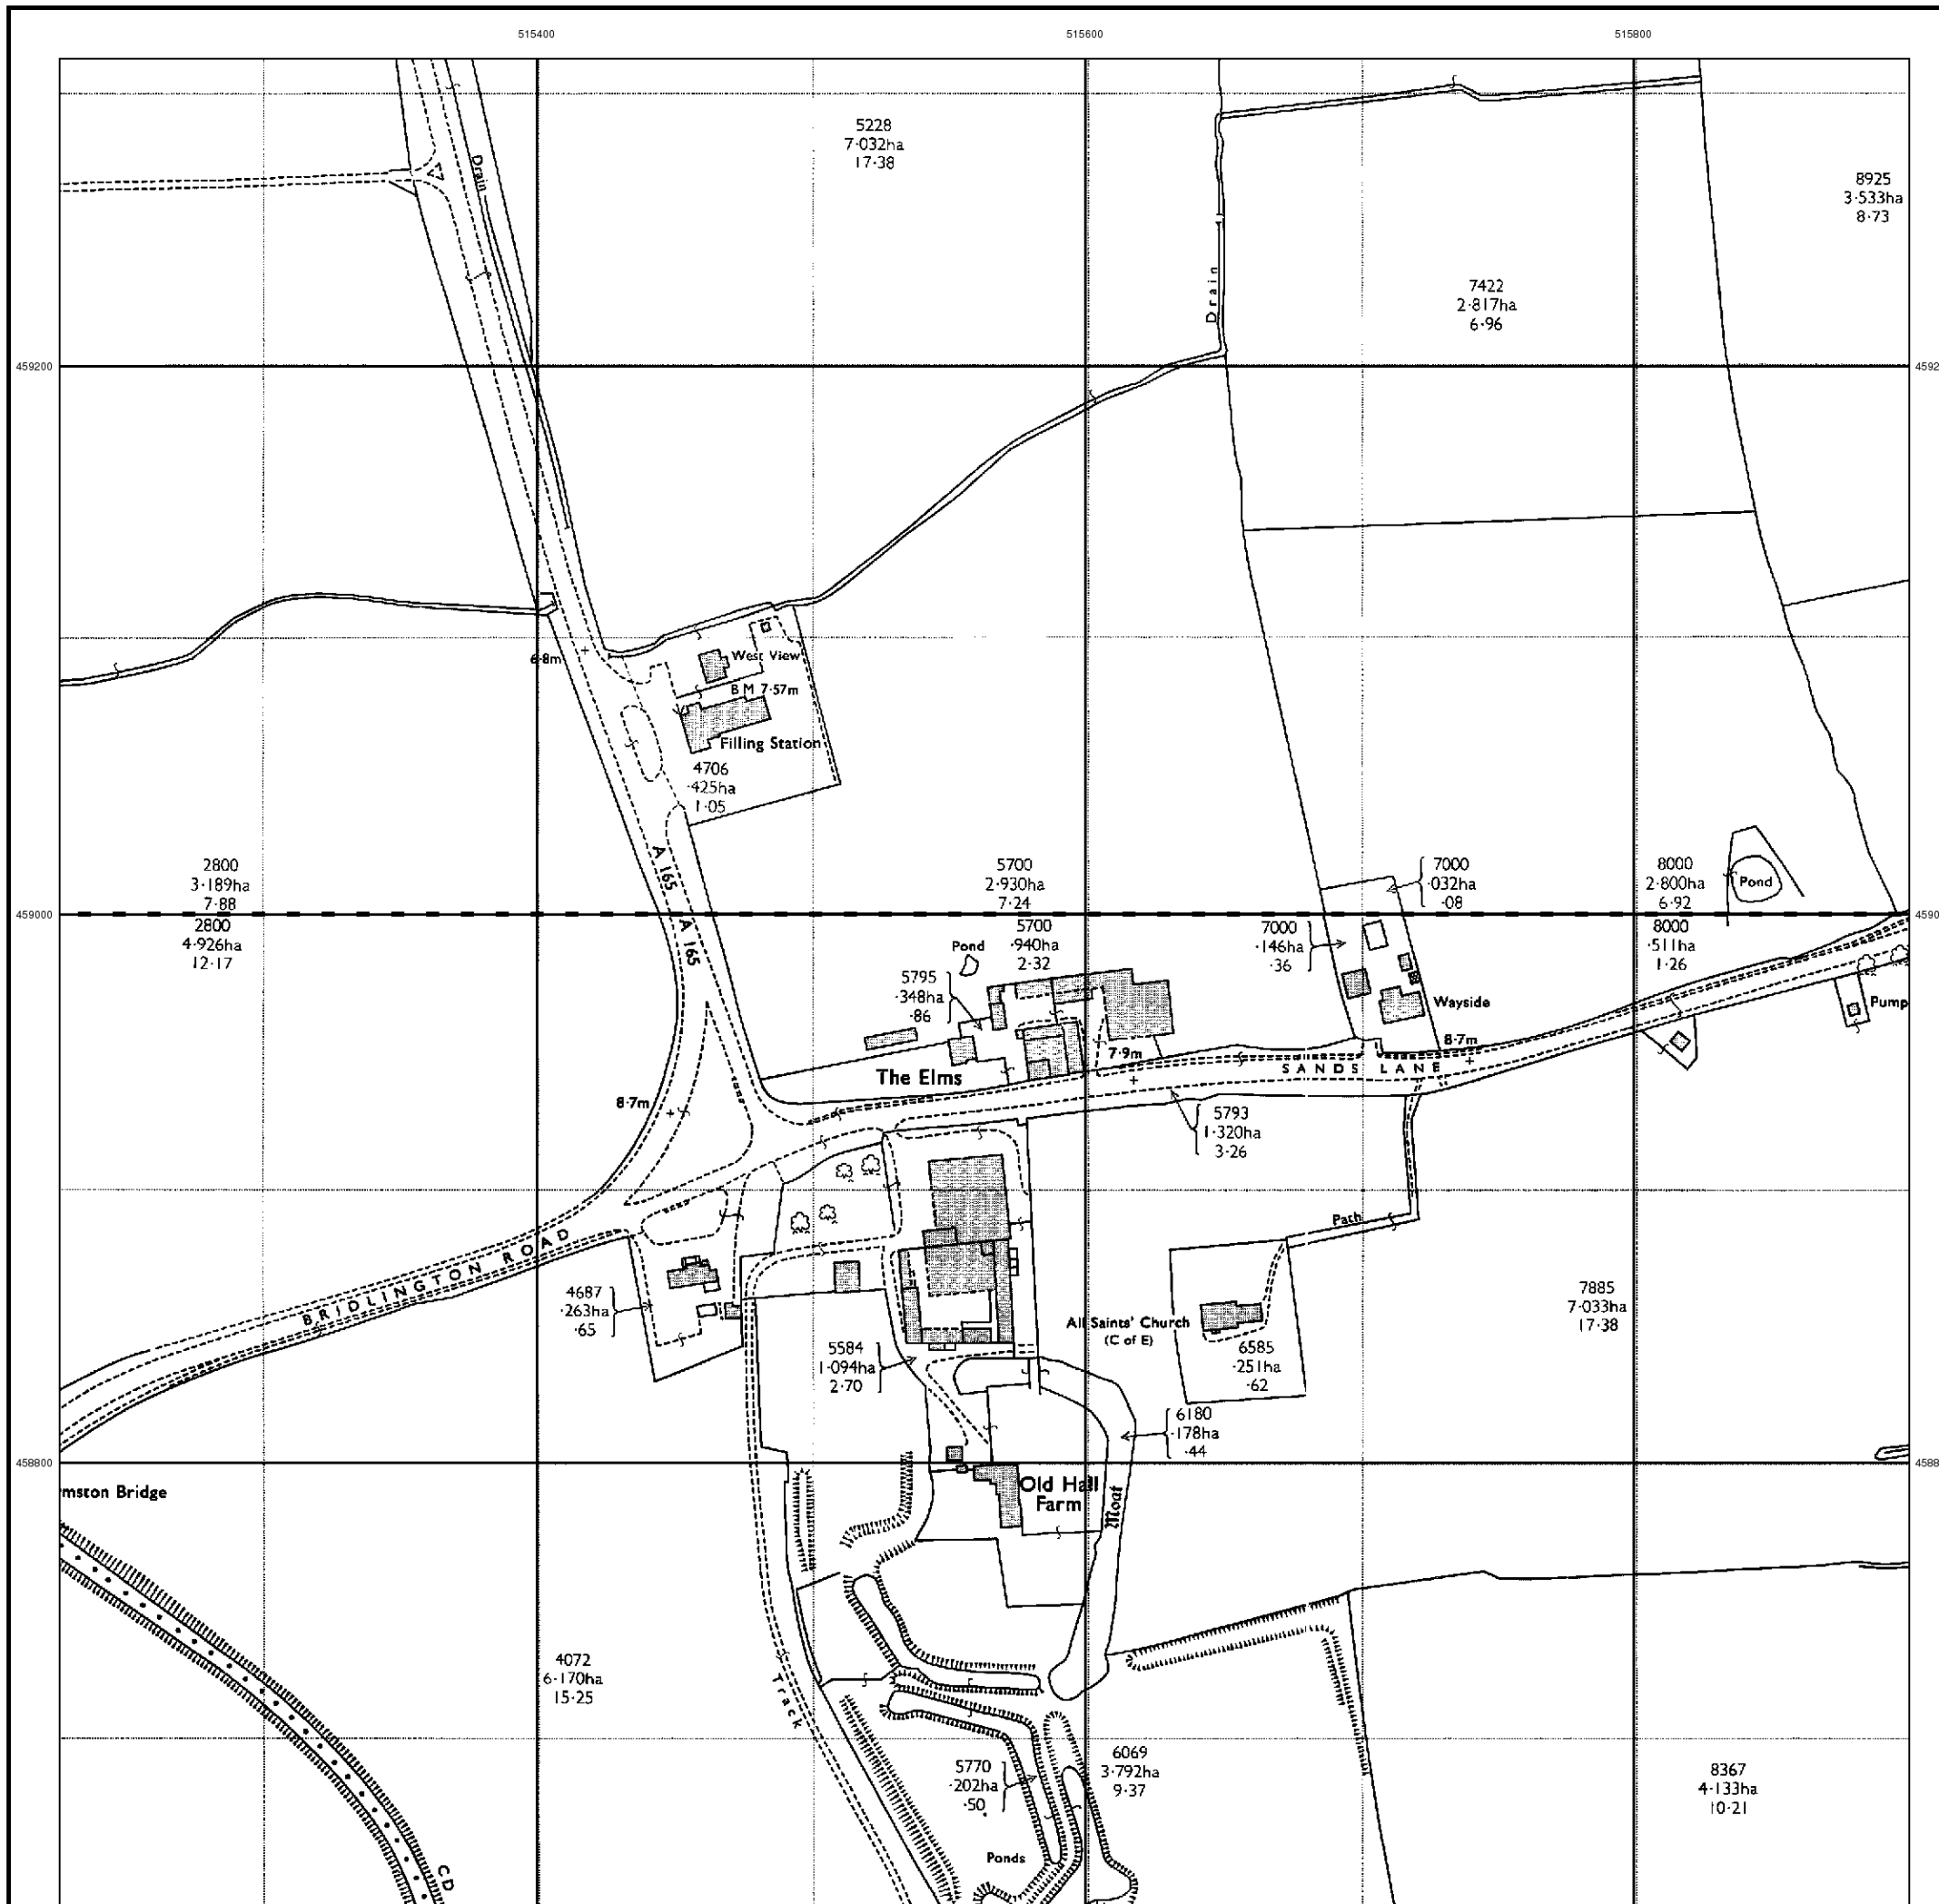 515400
515600
515800
5228
7·032ha
17·38
8925
3·533ha
8·73
Drain
Drain
7422
2·817ha
6·96
459200
4592
6·8m
West View
B M 7·57m
Filling Station
4706
·425ha
1·05
A 165
2800
3·189ha
7·88
5700
2·930ha
7·24
7000
·032ha
·08
8000
2·800ha
6·92
Pond
459000
4590
2800
4·926ha
12·17
A 165
Pond
5700
·940ha
2·32
7000
·146ha
·36
8000
·511ha
1·26
5795
·348ha
·86
Wayside
Pump
7·9m
8·7m
SANDS LANE
The Elms
8·7m
5793
1·320ha
3·26
Path
BRIDLINGTON ROAD
4687
·263ha
·65
All Saints' Church
(C of E)
7885
7·033ha
17·38
5584
1·094ha
2·70
6585
·251ha
·62
6180
·178ha
·44
458800
4588
mston Bridge
Old Hall
Farm
Moat
4072
6·170ha
15·25
Track
5770
·202ha
·50
6069
3·792ha
9·37
8367
4·133ha
10·21
Ponds
CD